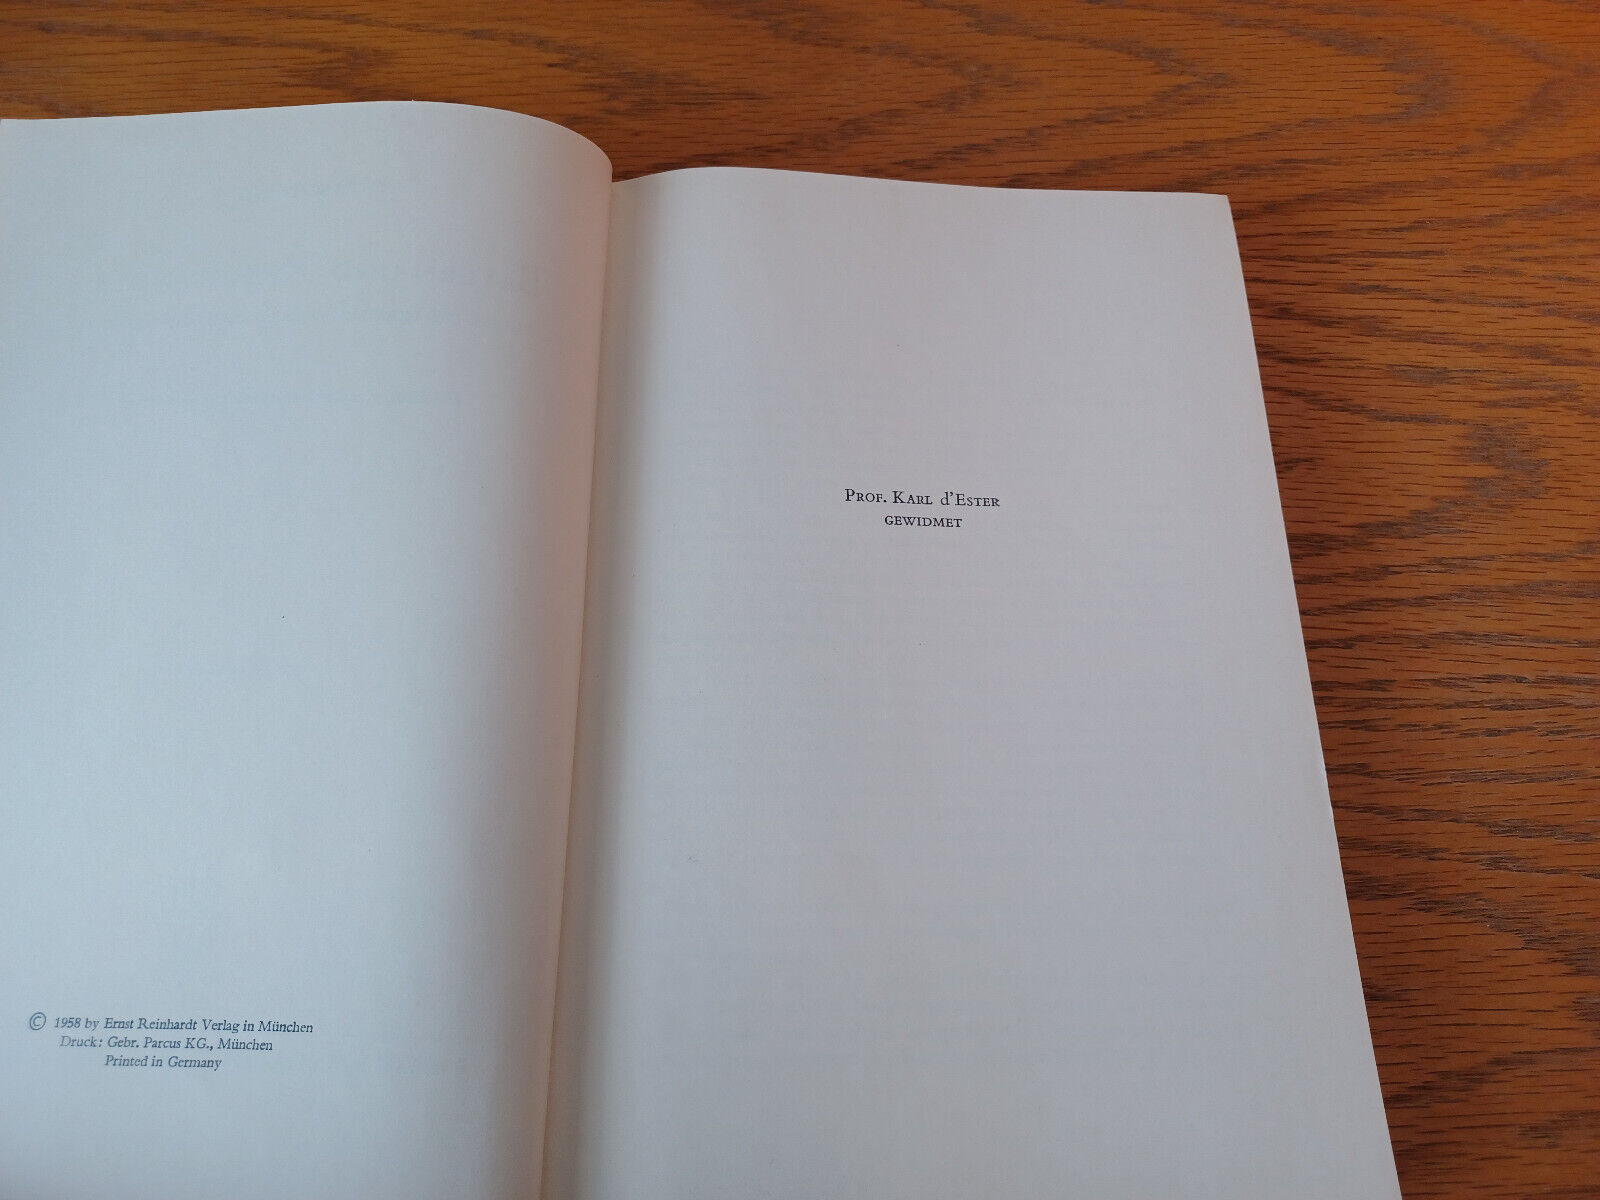 © 1958 by Ernst Reinhardt Verlag in München
Druck: Gebr. Parcus KG., München
Printed in Germany
PROF. KARL d'ESTER
GEWIDMET